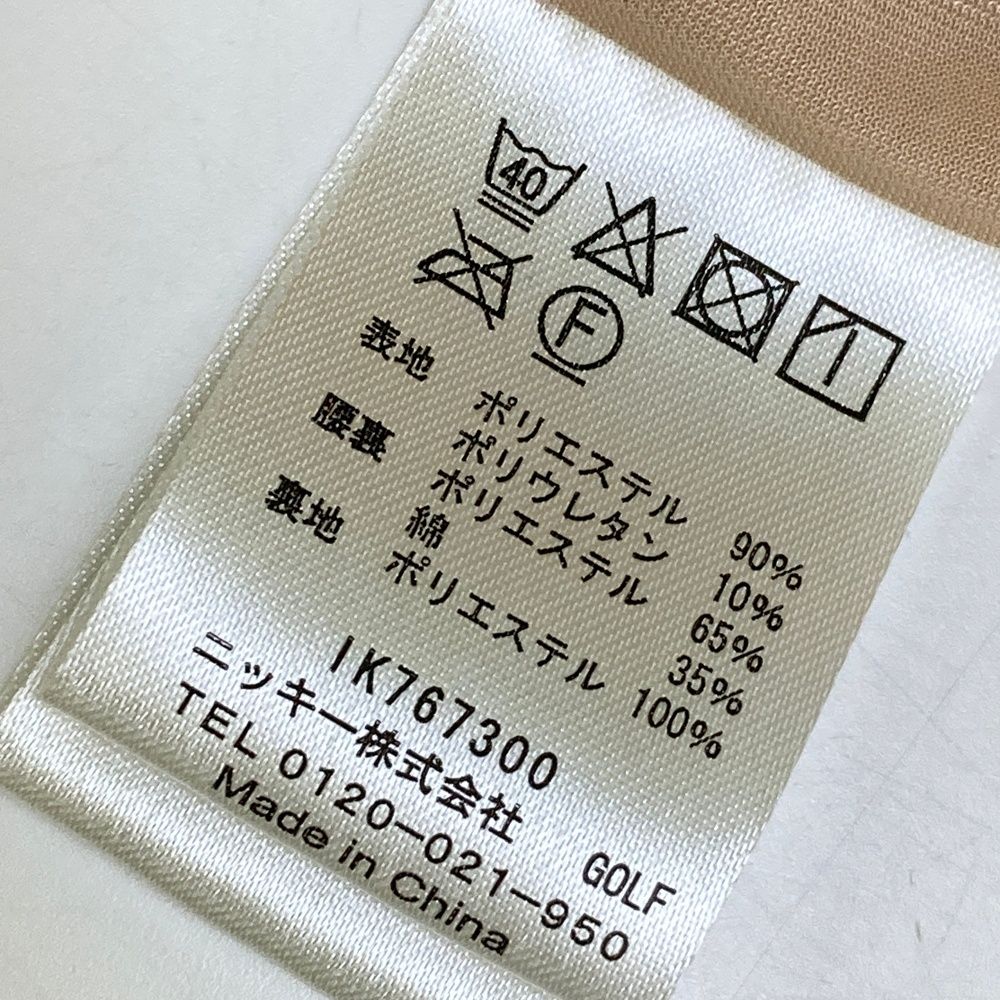 40
F
表地 ポリエステル 90%
ポリウレタン 10%
腰裏 ポリエステル 65%
綿 35%
裏地 ポリエステル 100%
IK767300
ニッキー株式会社 GOLF
TEL 0120-021-950
Made in China